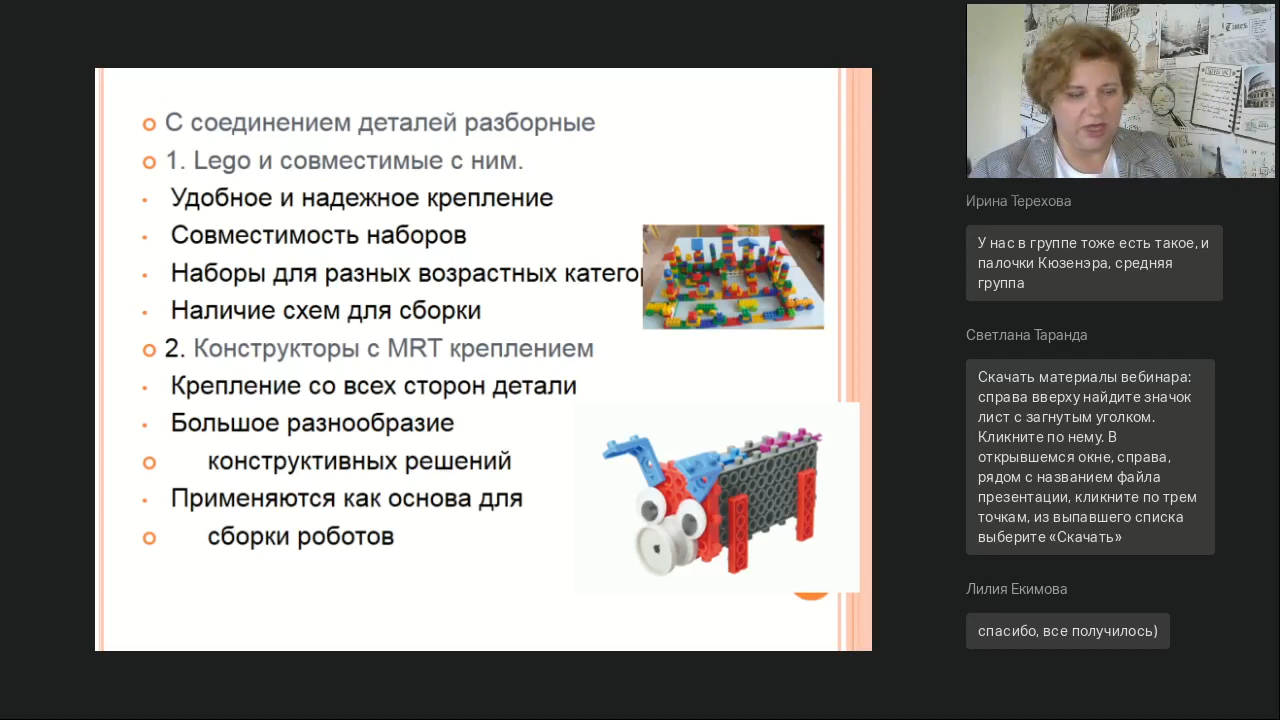 С соединением деталей разборные
1. Lego и совместимые с ним.
Удобное и надежное крепление
Совместимость наборов
Наборы для разных возрастных катего
Наличие схем для сборки
2. Конструкторы с MRT креплением
Крепление со всех сторон детали
Большое разнообразие
конструктивных решений
Применяются как основа для
сборки роботов
Times
Ирина Терехова
У нас в группе тоже есть такое, и
палочки Кюзенэра, средняя
группа
Светлана Таранда
Скачать материалы вебинара:
справа вверху найдите значок
лист с загнутым уголком.
Кликните по нему. В
открывшемся окне, справа,
рядом с названием файла
презентации, кликните по трем
точкам, из выпавшего списка
выберите «Скачать»
Лилия Екимова
спасибо, все получилось)